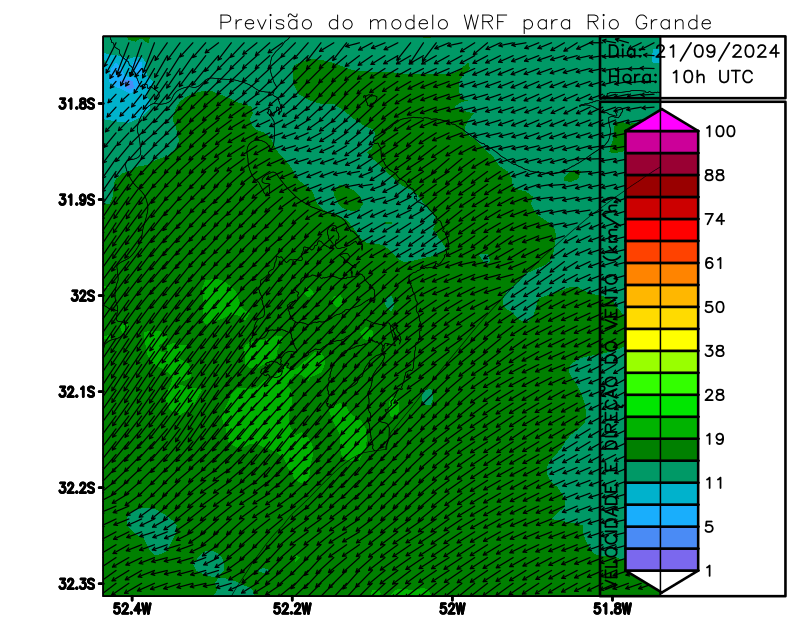 Previsão do modelo WRF para Rio Grande
Dia: 21/09/2024
Hora: 10h UTC
VELOCIDADE E DIREÇÃO DO VENTO (km/h)
100
88
74
61
50
38
28
19
11
5
1
31.8S
31.9S
32S
32.1S
32.2S
32.3S
52.4W 52.2W 52W 51.8W